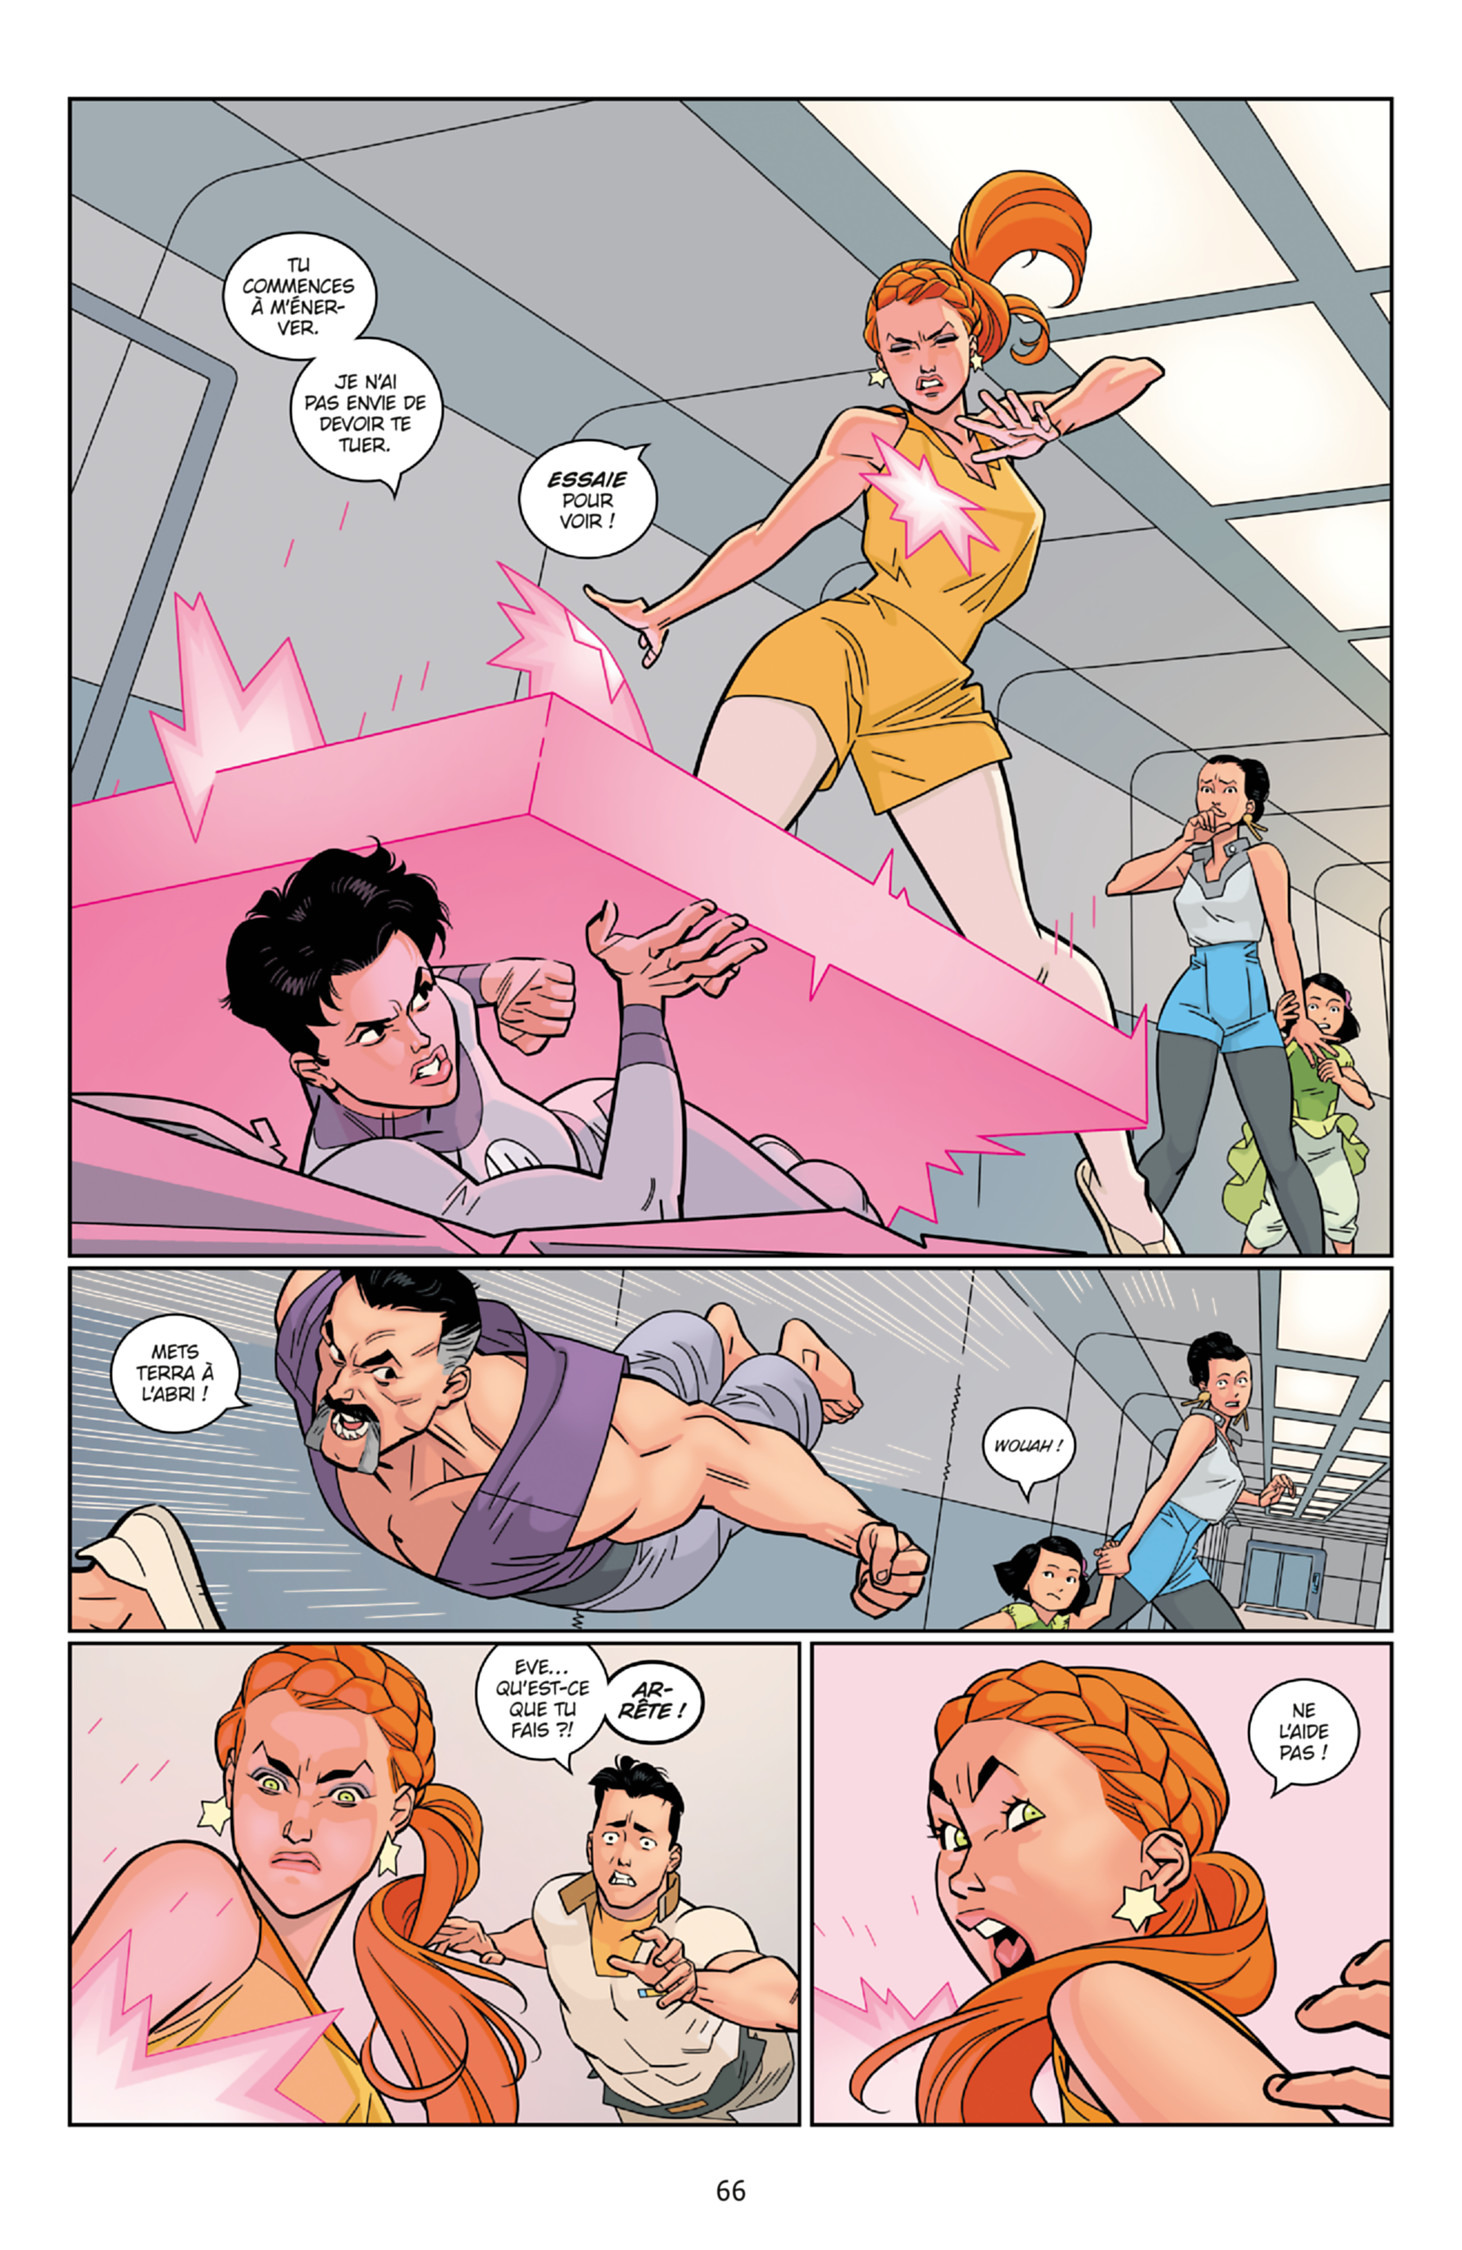 TU
COMMENCES
À M'ÉNER-
VER.
JE N'AI
PAS ENVIE DE
DEVOIR TE
TUER.
ESSAIE
POUR
VOIR !
METS
TERRA À
L'ABRI !
WOUAH !
EVE...
QU'EST-CE
QUE TU
FAIS ?!
AR-
RÊTE !
NE
L'AIDE
PAS !
66